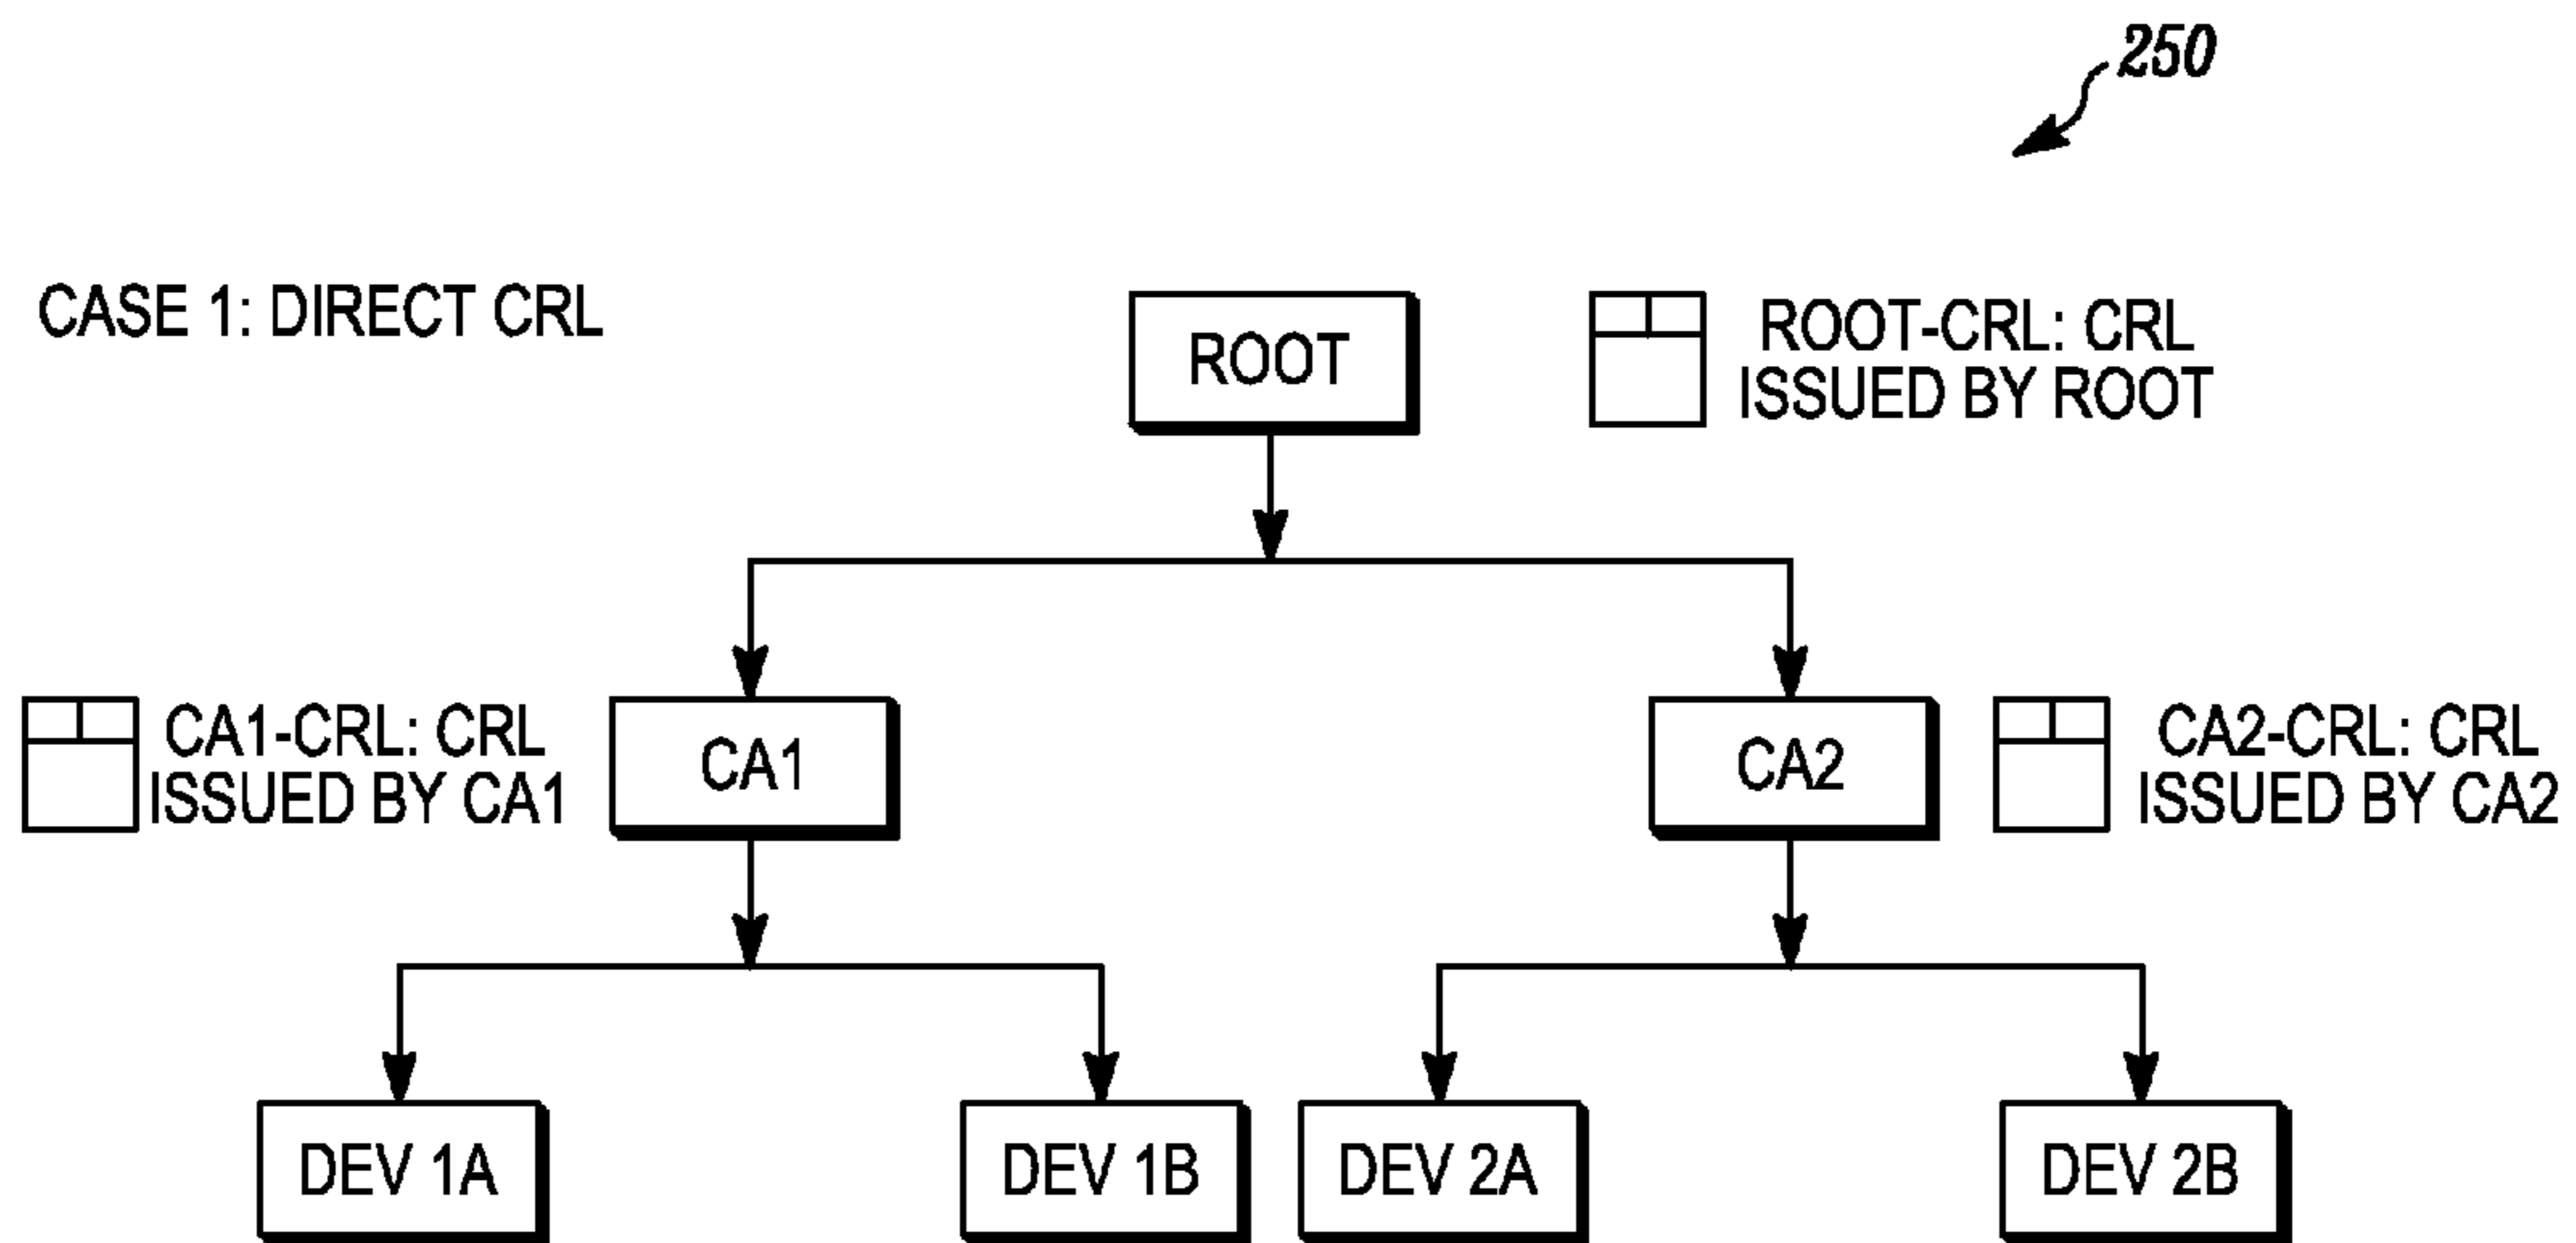 250
CASE 1: DIRECT CRL
ROOT
ROOT-CRL: CRL
ISSUED BY ROOT
CA1-CRL: CRL
ISSUED BY CA1
CA1
CA2
CA2-CRL: CRL
ISSUED BY CA2
DEV 1A
DEV 1B
DEV 2A
DEV 2B